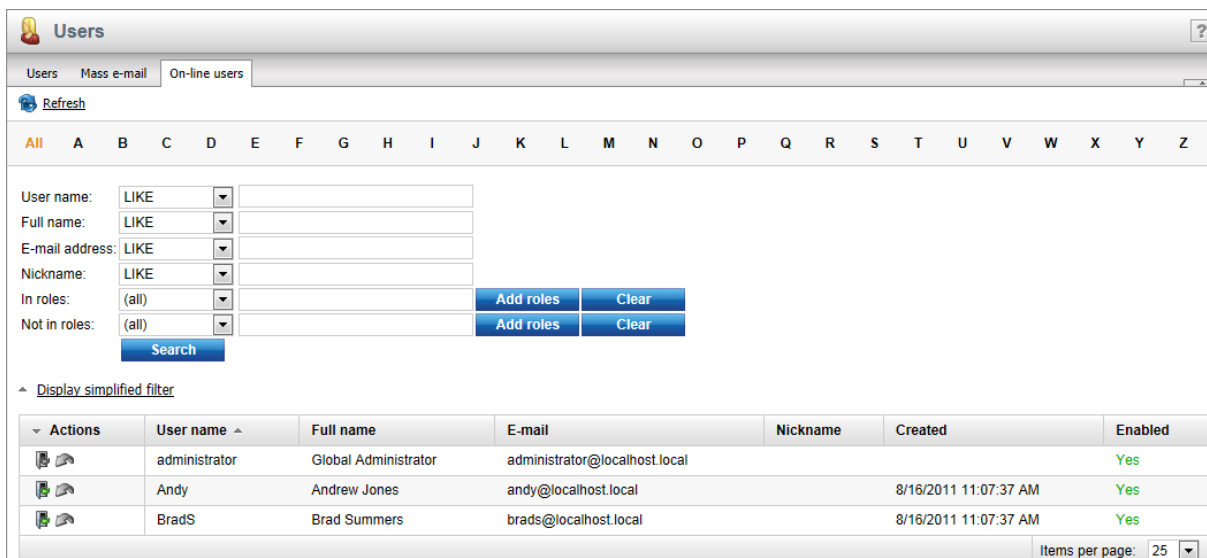 Users
?
Users Mass e-mail On-line users
Refresh
All A B C D E F G H I J K L M N O P Q R S T U V W X Y Z
User name: LIKE
Full name: LIKE
E-mail address: LIKE
Nickname: LIKE
In roles: (all) Add roles Clear
Not in roles: (all) Add roles Clear
Search
Display simplified filter
Actions User name Full name E-mail Nickname Created Enabled
administrator Global Administrator administrator@localhost.local Yes
Andy Andrew Jones andy@localhost.local 8/16/2011 11:07:37 AM Yes
BradS Brad Summers brads@localhost.local 8/16/2011 11:07:37 AM Yes
Items per page: 25